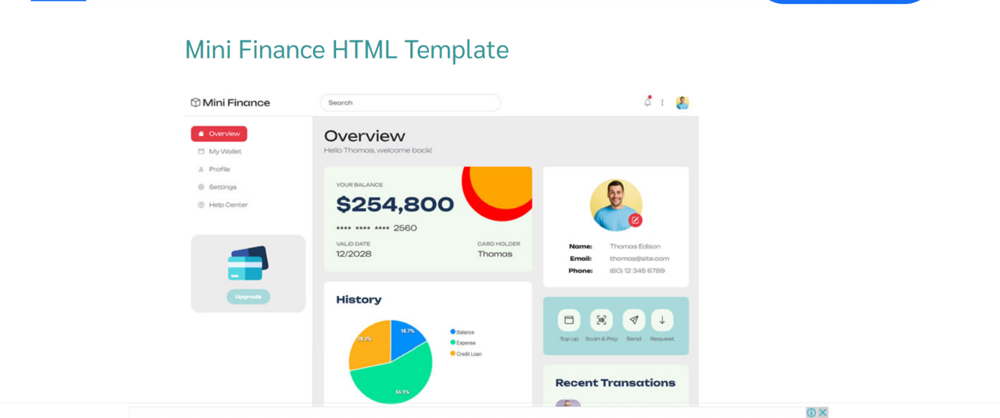 Mini Finance HTML Template
Mini Finance
Search
Overview
My Wallet
Profile
Settings
Help Center
Upgrade
Overview
Hello Thomas, welcome back!
YOUR BALANCE
$254,800
**** **** **** 2560
VALID DATE
12/2028
CARD HOLDER
Thomas
Name: Thomas Edison
Email: thomas@site.com
Phone: (60) 12 345 6789
History
16.7%
28.2%
55.1%
Balance
Expense
Credit Loan
Top up
Scan & Pay
Send
Request
Recent Transations